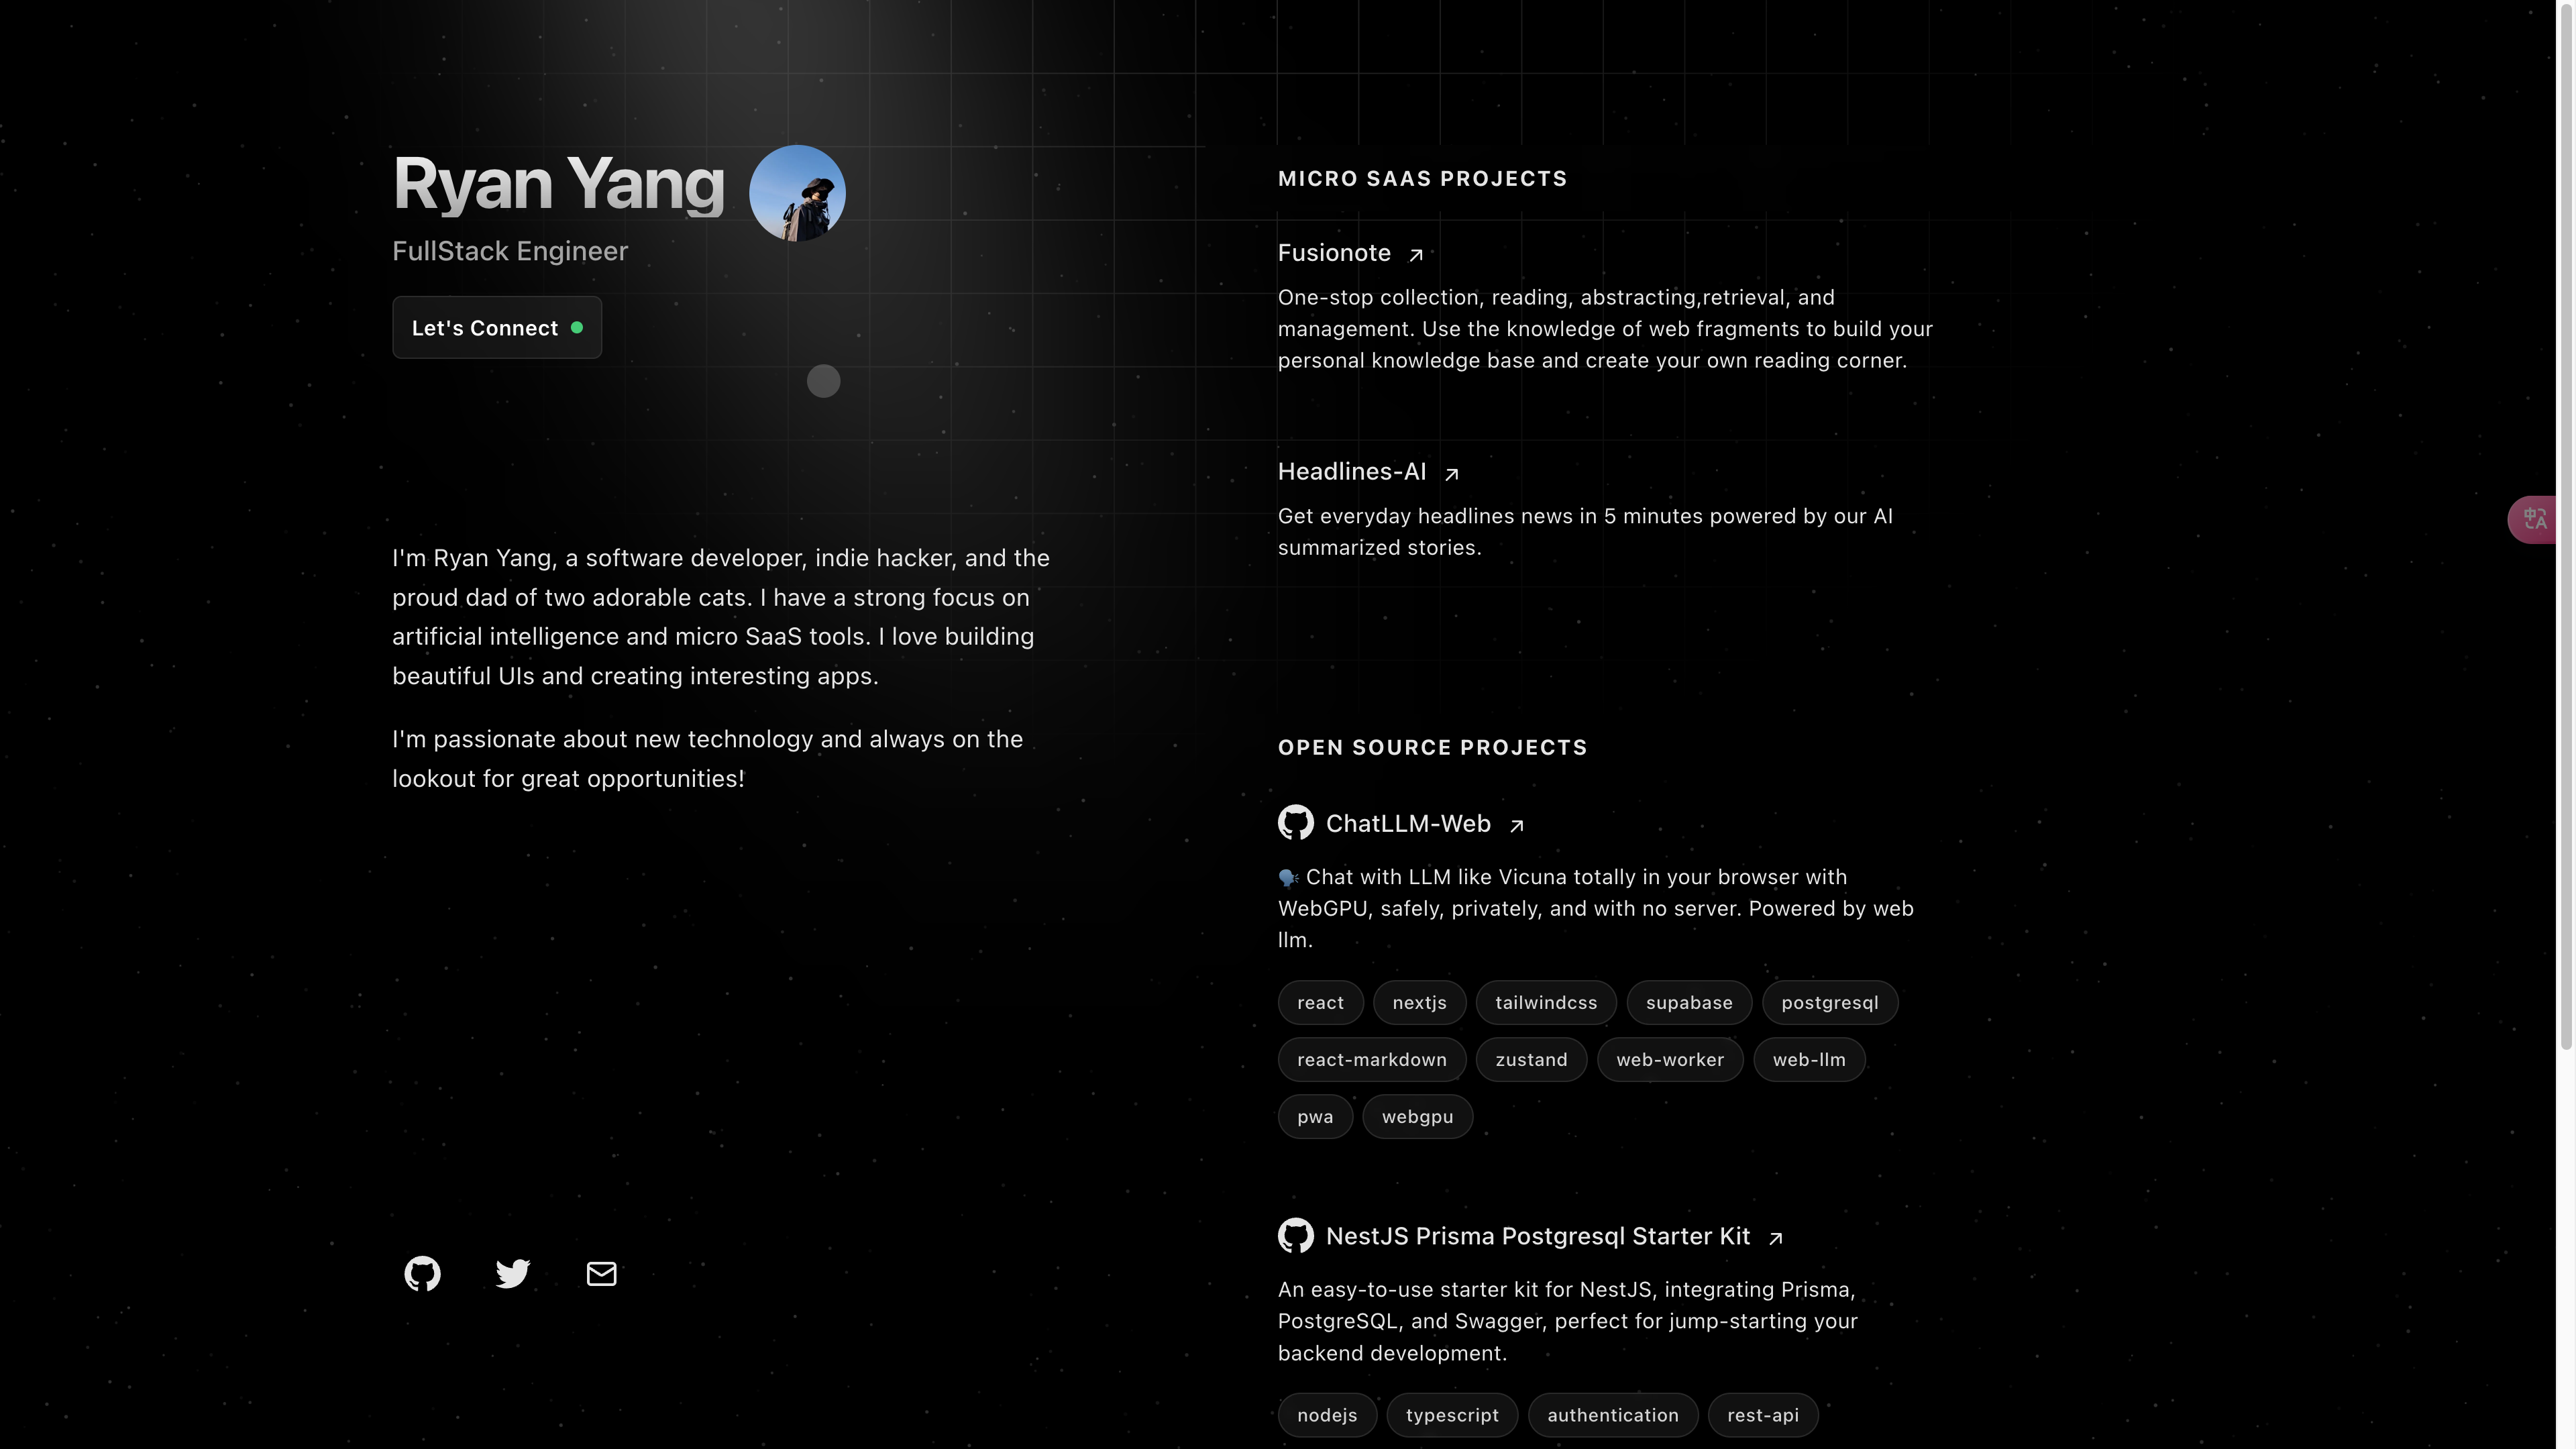 Ryan Yang
FullStack Engineer
Let's Connect
I'm Ryan Yang, a software developer, indie hacker, and the
proud dad of two adorable cats. I have a strong focus on
artificial intelligence and micro SaaS tools. I love building
beautiful UIs and creating interesting apps.
I'm passionate about new technology and always on the
lookout for great opportunities!
MICRO SAAS PROJECTS
Fusionote
One-stop collection, reading, abstracting,retrieval, and
management. Use the knowledge of web fragments to build your
personal knowledge base and create your own reading corner.
Headlines-AI
Get everyday headlines news in 5 minutes powered by our AI
summarized stories.
OPEN SOURCE PROJECTS
ChatLLM-Web
🗣️ Chat with LLM like Vicuna totally in your browser with
WebGPU, safely, privately, and with no server. Powered by web
llm.
react nextjs tailwindcss supabase postgresql
react-markdown zustand web-worker web-llm
pwa webgpu
NestJS Prisma Postgresql Starter Kit
An easy-to-use starter kit for NestJS, integrating Prisma,
PostgreSQL, and Swagger, perfect for jump-starting your
backend development.
nodejs typescript authentication rest-api
中 A